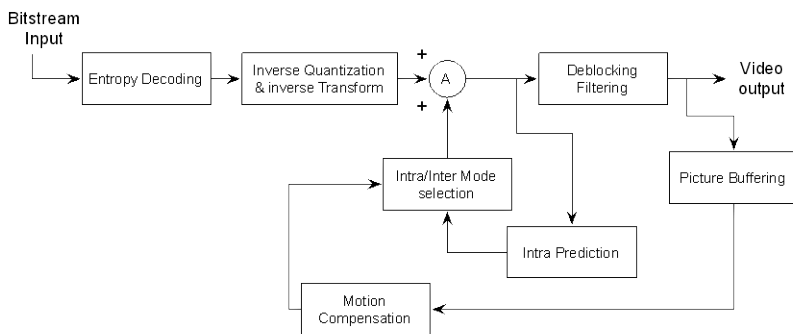 Bitstream
Input
Entropy Decoding
Inverse Quantization
& inverse Transform
+
+
A
Deblocking
Filtering
Video
output
Intra/Inter Mode
selection
Picture Buffering
Intra Prediction
Motion
Compensation